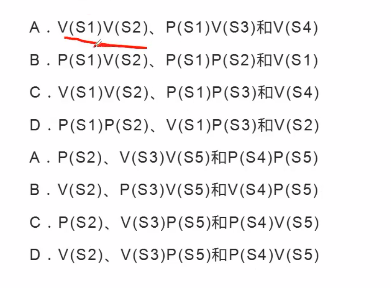 A．V(S1)V(S2)、P(S1)V(S3)和V(S4)
B．P(S1)V(S2)、P(S1)P(S2)和V(S1)
C．V(S1)V(S2)、P(S1)P(S3)和V(S4)
D．P(S1)P(S2)、V(S1)P(S3)和V(S2)
A．P(S2)、V(S3)V(S5)和P(S4)P(S5)
B．V(S2)、P(S3)V(S5)和V(S4)P(S5)
C．P(S2)、V(S3)P(S5)和P(S4)V(S5)
D．V(S2)、V(S3)P(S5)和P(S4)V(S5)